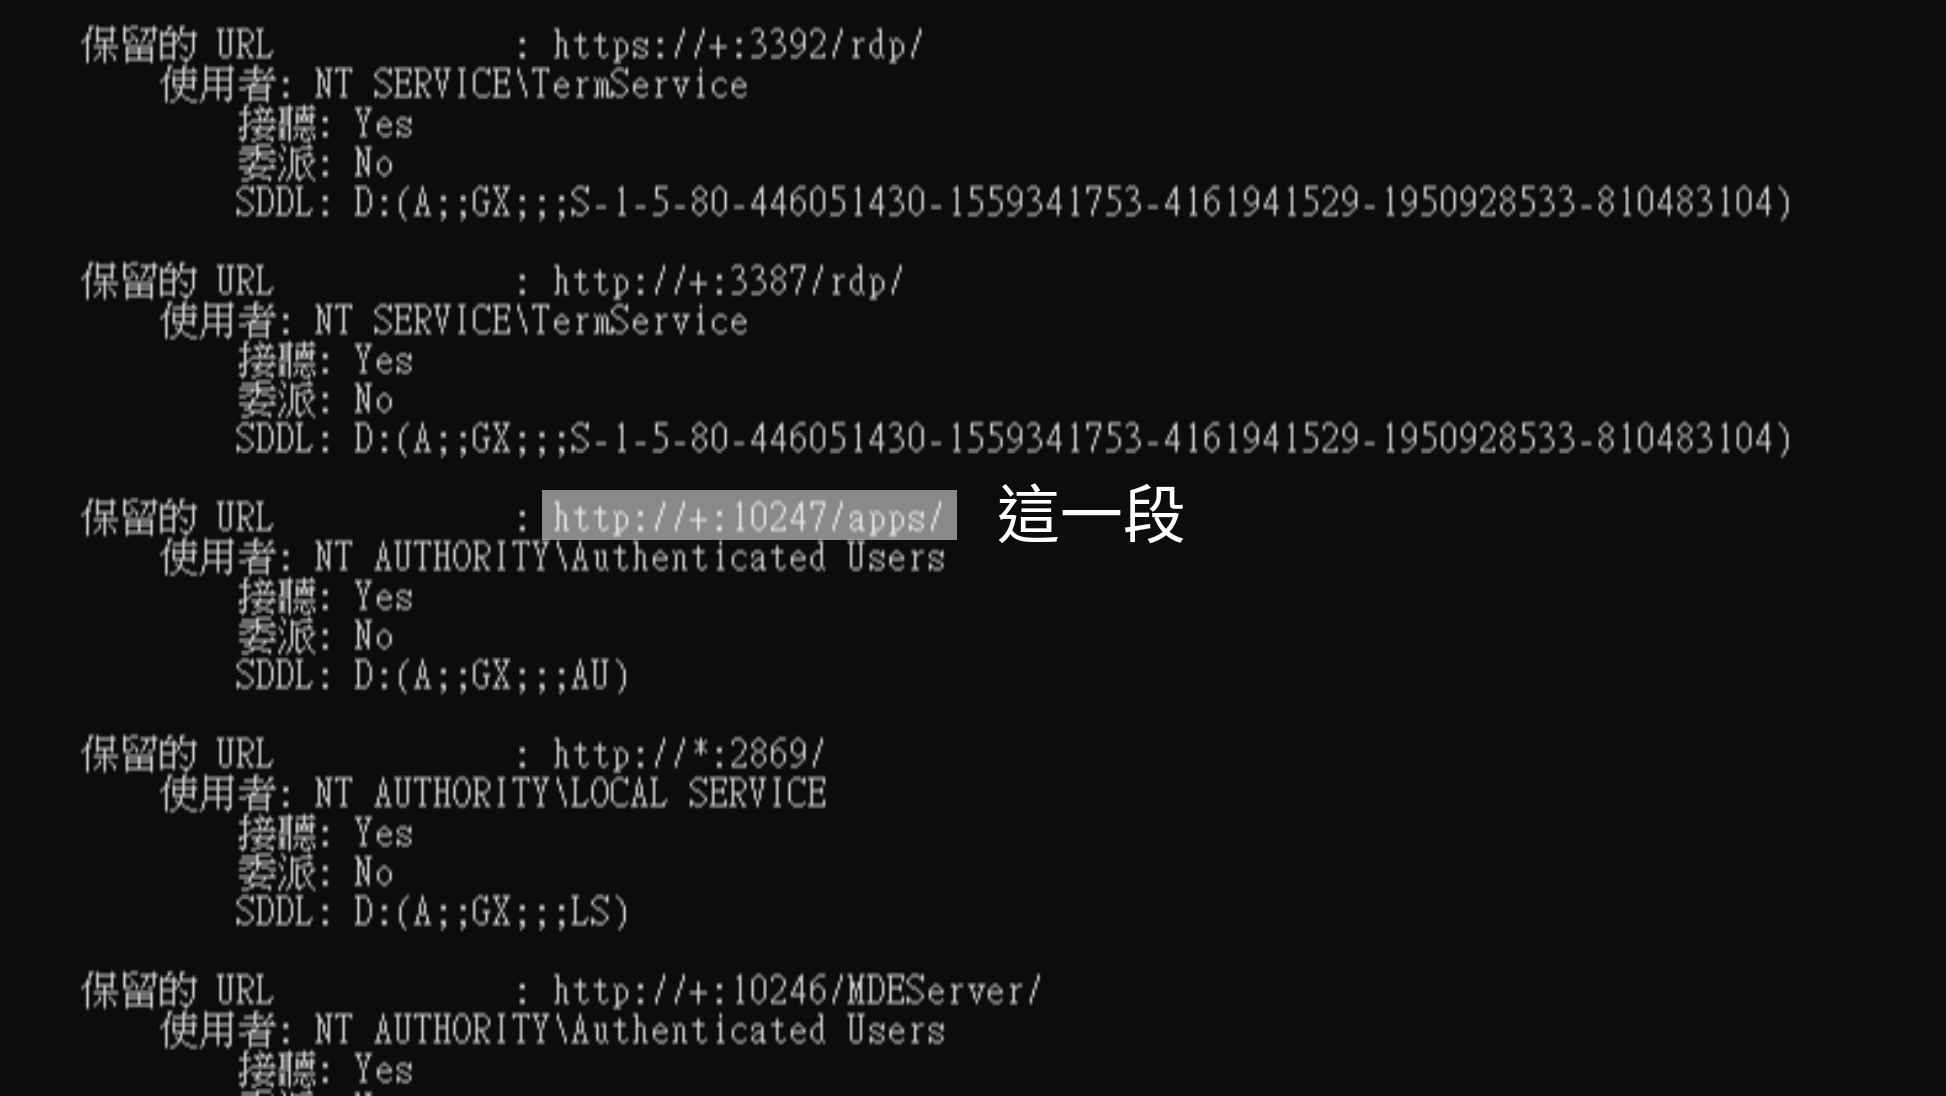 保留的 URL : https://+:3392/rdp/
使用者: NT SERVICE\TermService
接聽: Yes
委派: No
SDDL: D:(A;;GX;;;S-1-5-80-446051430-1559341753-4161941529-1950928533-810483104)
保留的 URL : http://+:3387/rdp/
使用者: NT SERVICE\TermService
接聽: Yes
委派: No
SDDL: D:(A;;GX;;;S-1-5-80-446051430-1559341753-4161941529-1950928533-810483104)
保留的 URL : http://+:10247/apps/ 這一段
使用者: NT AUTHORITY\Authenticated Users
接聽: Yes
委派: No
SDDL: D:(A;;GX;;;AU)
保留的 URL : http://*:2869/
使用者: NT AUTHORITY\LOCAL SERVICE
接聽: Yes
委派: No
SDDL: D:(A;;GX;;;LS)
保留的 URL : http://+:10246/MDEServer/
使用者: NT AUTHORITY\Authenticated Users
接聽: Yes